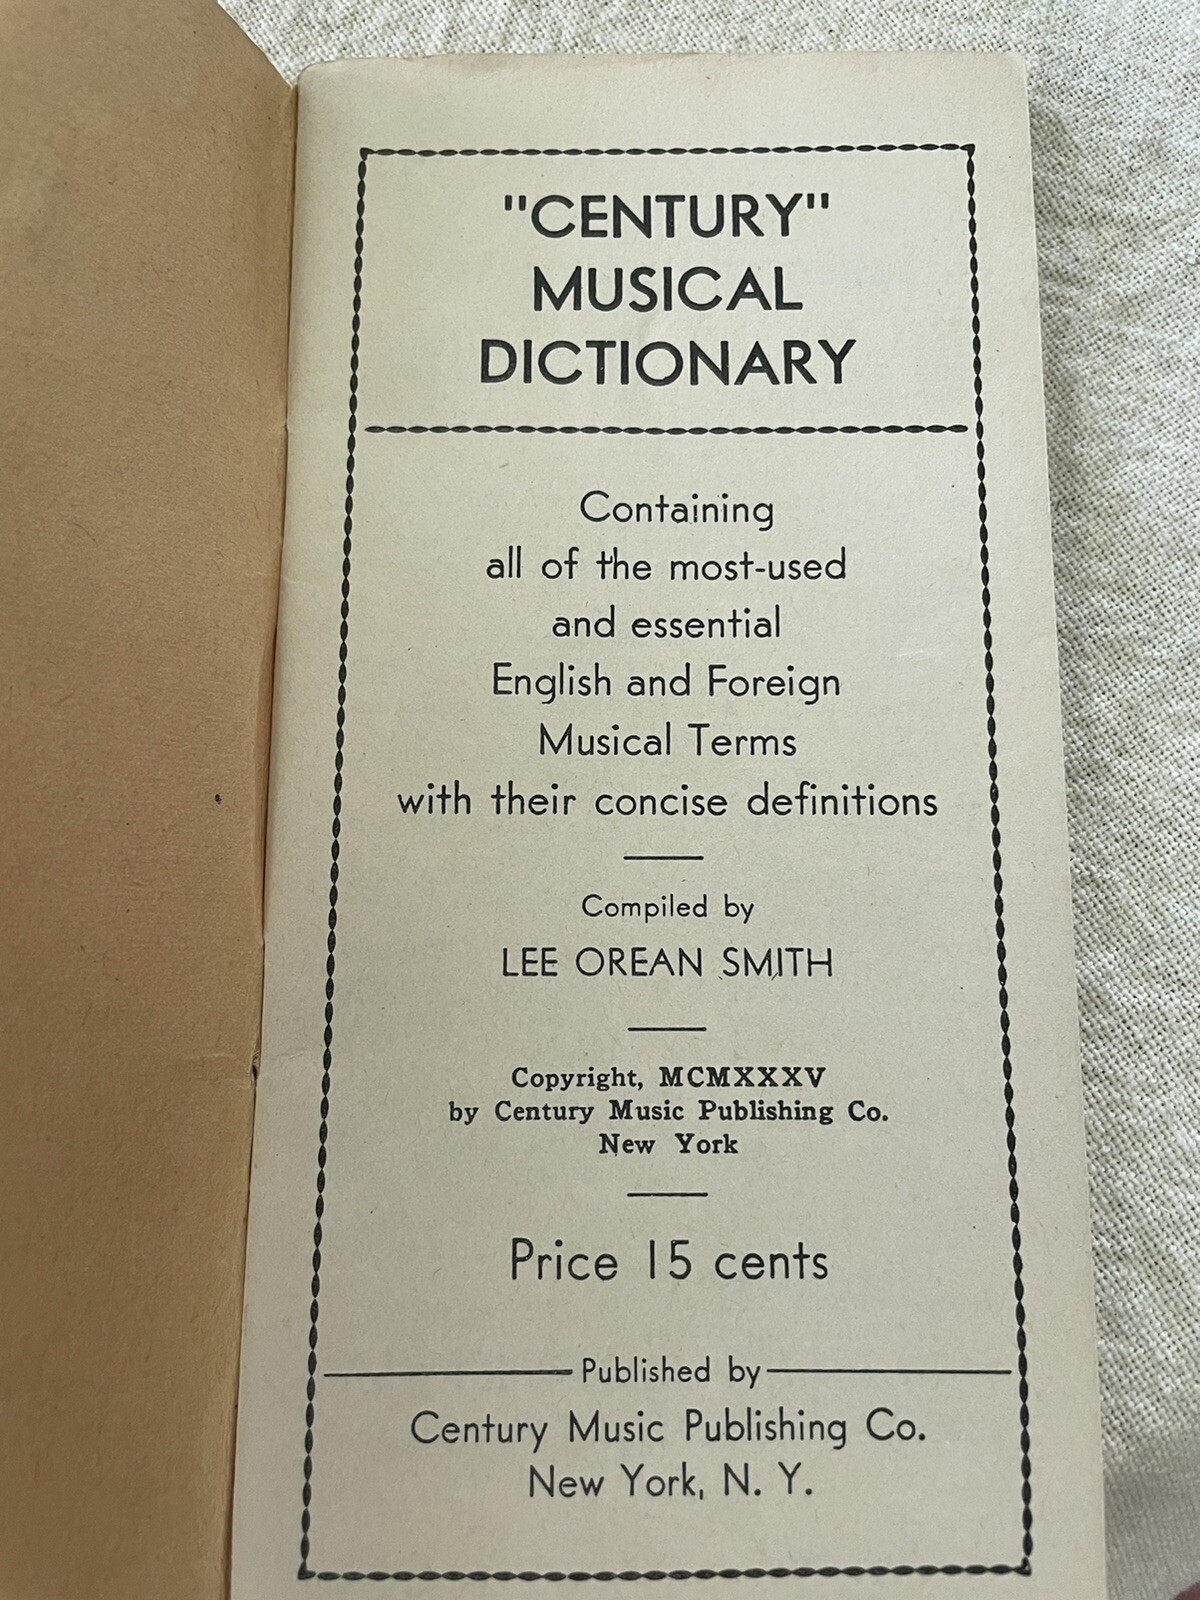 "CENTURY"
MUSICAL
DICTIONARY
Containing
all of the most-used
and essential
English and Foreign
Musical Terms
with their concise definitions
Compiled by
LEE OREAN SMITH
Copyright, MCMXXXV
by Century Music Publishing Co.
New York
Price 15 cents
Published by
Century Music Publishing Co.
New York, N. Y.